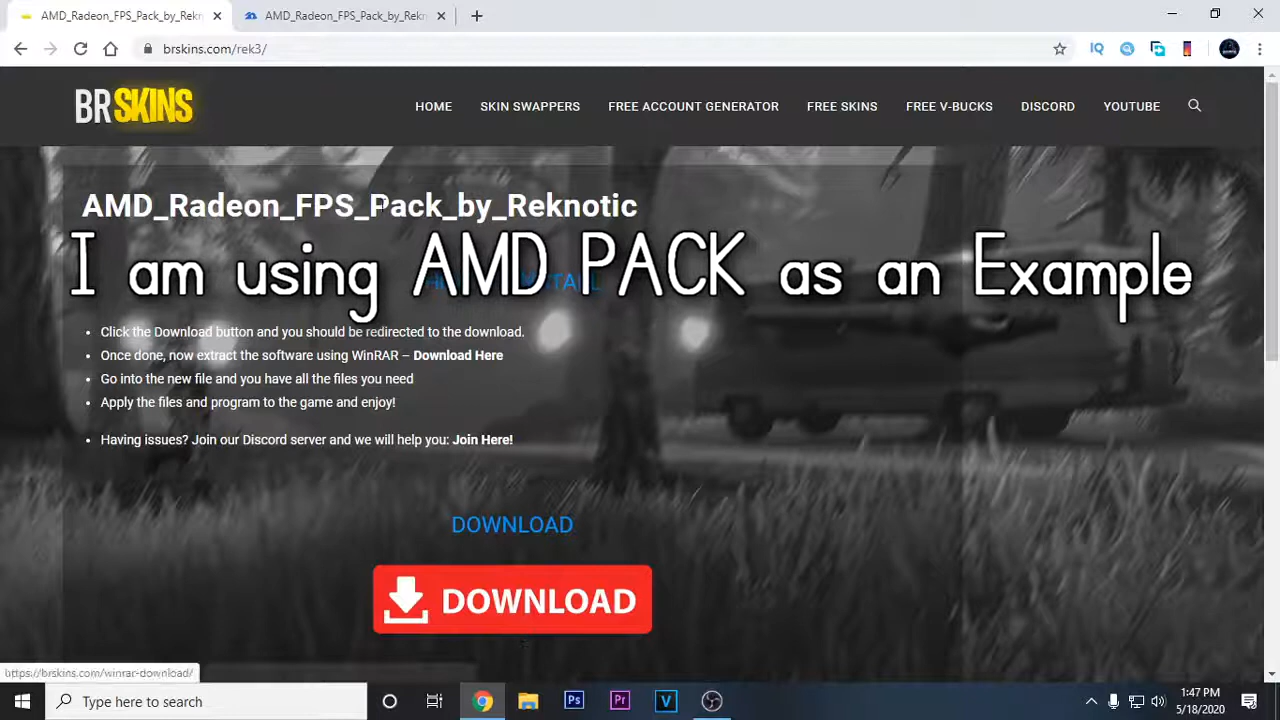 AMD_Radeon_FPS_Pack_by_Rekn
AMD_Radeon_FPS_Pack_by_Rekn
brskins.com/rek3/
IQ
BRSKINS
HOME
SKIN SWAPPERS
FREE ACCOUNT GENERATOR
FREE SKINS
FREE V-BUCKS
DISCORD
YOUTUBE
AMD_Radeon_FPS_Pack_by_Reknotic
I am using AMD PACK as an Example
Click the Download button and you should be redirected to the download.
Once done, now extract the software using WinRAR – Download Here
Go into the new file and you have all the files you need
Apply the files and program to the game and enjoy!
Having issues? Join our Discord server and we will help you: Join Here!
DOWNLOAD
DOWNLOAD
https://brskins.com/winrar-download/
Type here to search
Ps
Pr
V
1:47 PM
5/18/2020